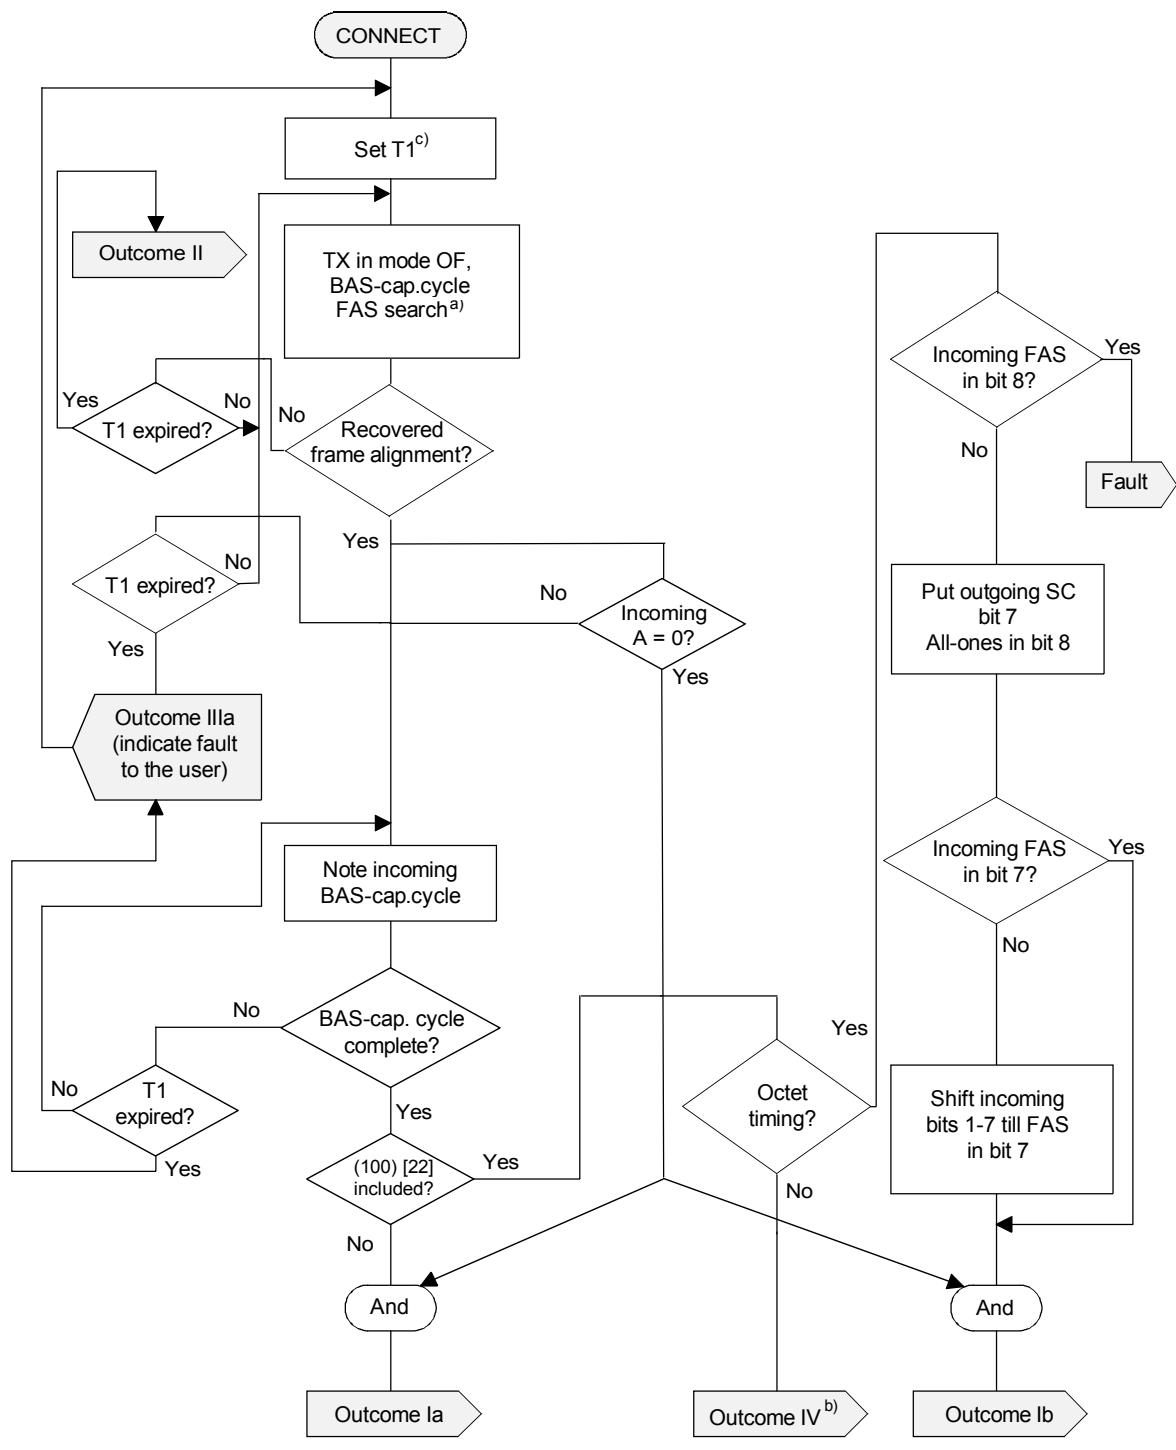 CONNECT
Set T1c)
Outcome II
TX in mode OF,
BAS-cap.cycle
FAS searcha)
Incoming FAS
in bit 8?
Yes
No
Fault
Yes
No
T1 expired?
No
Recovered
frame alignment?
Yes
T1 expired?
No
Yes
No
Incoming
A = 0?
Yes
Put outgoing SC
bit 7
All-ones in bit 8
Outcome IIIa
(indicate fault
to the user)
Note incoming
BAS-cap.cycle
Incoming FAS
in bit 7?
Yes
No
No
BAS-cap. cycle
complete?
Yes
No
T1
expired?
Yes
(100) [22]
included?
Yes
No
Octet
timing?
Yes
No
Shift incoming
bits 1-7 till FAS
in bit 7
And
And
Outcome Ia
Outcome IVb)
Outcome Ib